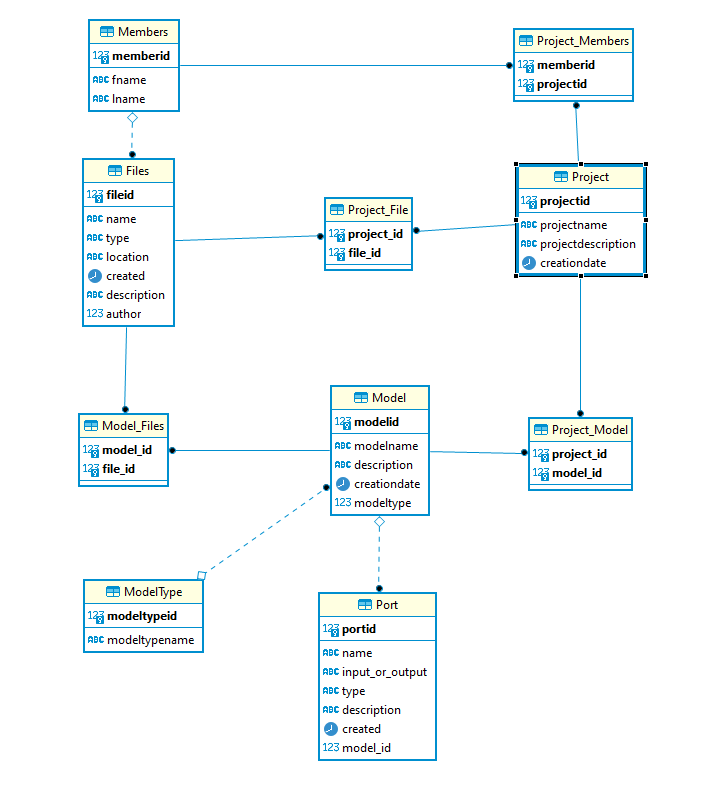 Members
123 memberid
ABC fname
ABC lname
Project_Members
123 memberid
123 projectid
Files
123 fileid
ABC name
ABC type
ABC location
created
ABC description
123 author
Project_File
123 project_id
123 file_id
Project
123 projectid
ABC projectname
ABC projectdescription
creationdate
Model_Files
123 model_id
123 file_id
Model
123 modelid
ABC modelname
ABC description
creationdate
123 modeltype
Project_Model
123 project_id
123 model_id
ModelType
123 modeltypeid
ABC modeltypename
Port
123 portid
ABC name
ABC input_or_output
ABC type
ABC description
created
123 model_id